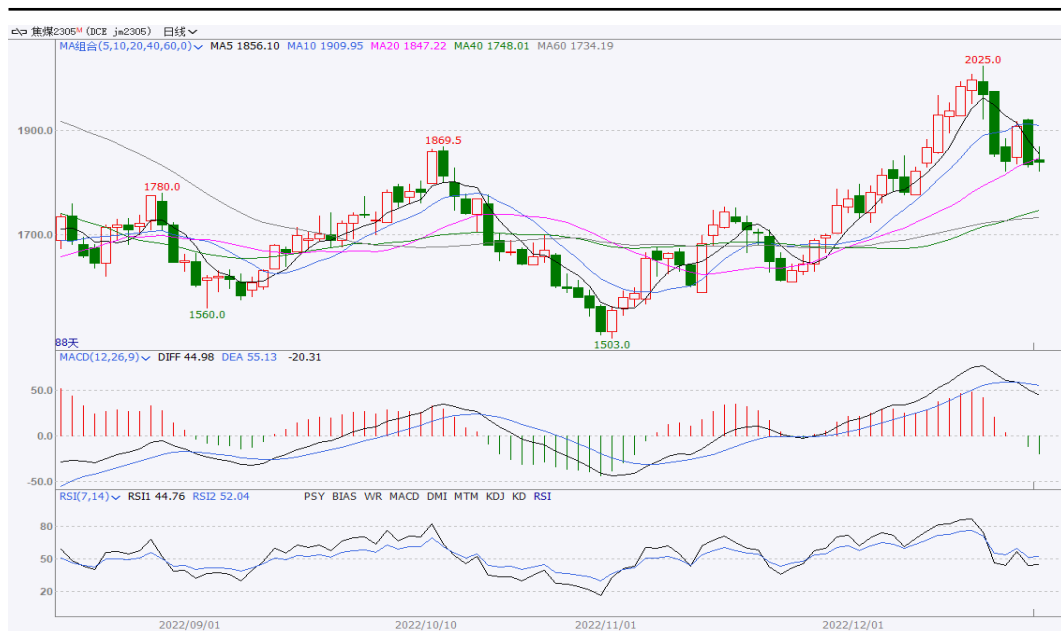 焦煤2305M (DCE jm2305) 日线
MA组合(5,10,20,40,60,0) MA5 1856.10 MA10 1909.95 MA20 1847.22 MA40 1748.01 MA60 1734.19
2025.0
1900.0
1869.5
1780.0
1700.0
1560.0
1503.0
88天
MACD(12,26,9) DIFF 44.98 DEA 55.13 -20.31
50.0
0.0
-50.0
RSI(7,14) RSI1 44.76 RSI2 52.04 PSY BIAS WR MACD DMI MTM KDJ KD RSI
80
50
20
2022/09/01 2022/10/10 2022/11/01 2022/12/01